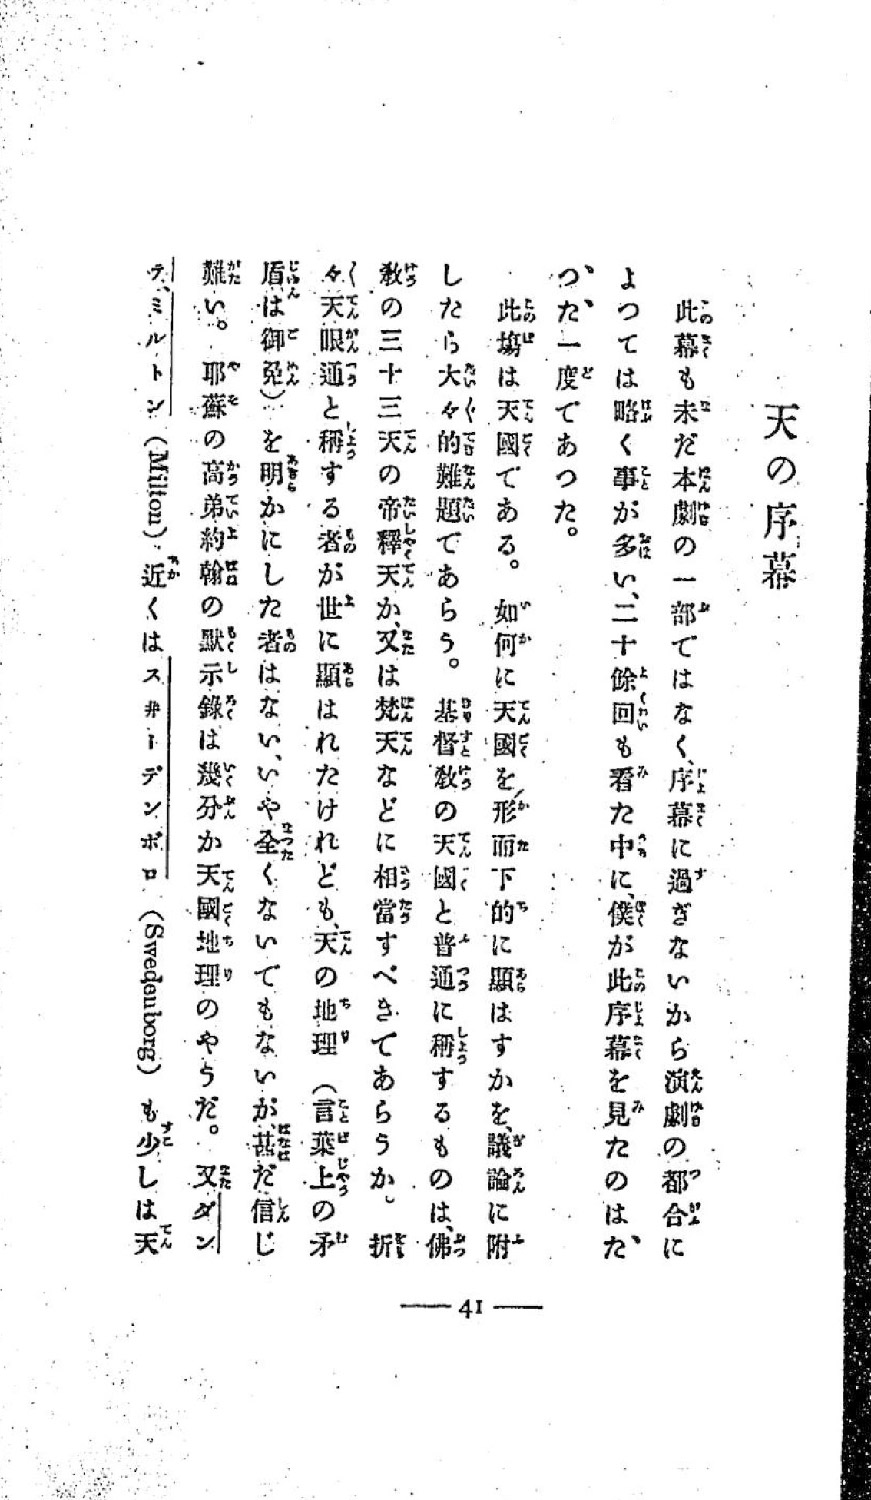 天の序幕
此幕も未だ本劇の一部ではなく、序幕に過ぎないから演劇の都合に
よつては略く事が多い、二十餘回も看た中に、僕が此序幕を見たのはた
つた一度であつた。
此塲は天國である。如何に天國を形而下的に顯はすかを、議論に附
したら大々的難題であらう。基督敎の天國と普通に稱するものは、佛
敎の三十三天の帝釋天か、又は梵天などに相當すべきであらうか。折
々天眼通と稱する者が世に顯はれたけれども、天の地理（言葉上の矛
盾は御免）を明かにした者はない、いや全くないでもないが、甚だ信じ
難い。耶蘇の高弟約翰の默示錄は幾分か天國地理のやうだ。又ダン
テ、ミルトン（Milton）近くはスヰーデンボロ（Swedenborg）も少しは天
41